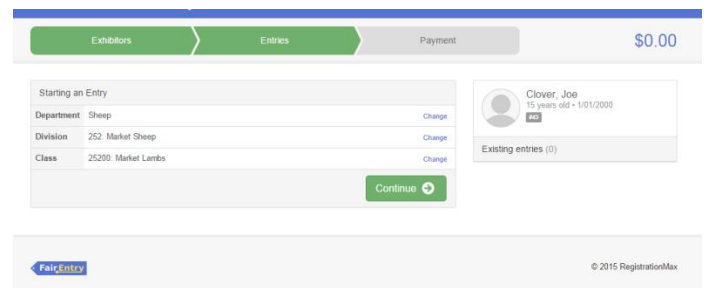 Exhibitors
Entries
Payment
$0.00
Starting an Entry
Department Sheep Change
Division 252: Market Sheep Change
Class 25200: Market Lambs Change
Continue
Clover, Joe
15 years old • 1/01/2000
#43
Existing entries (0)
FairEntry
© 2015 RegistrationMax